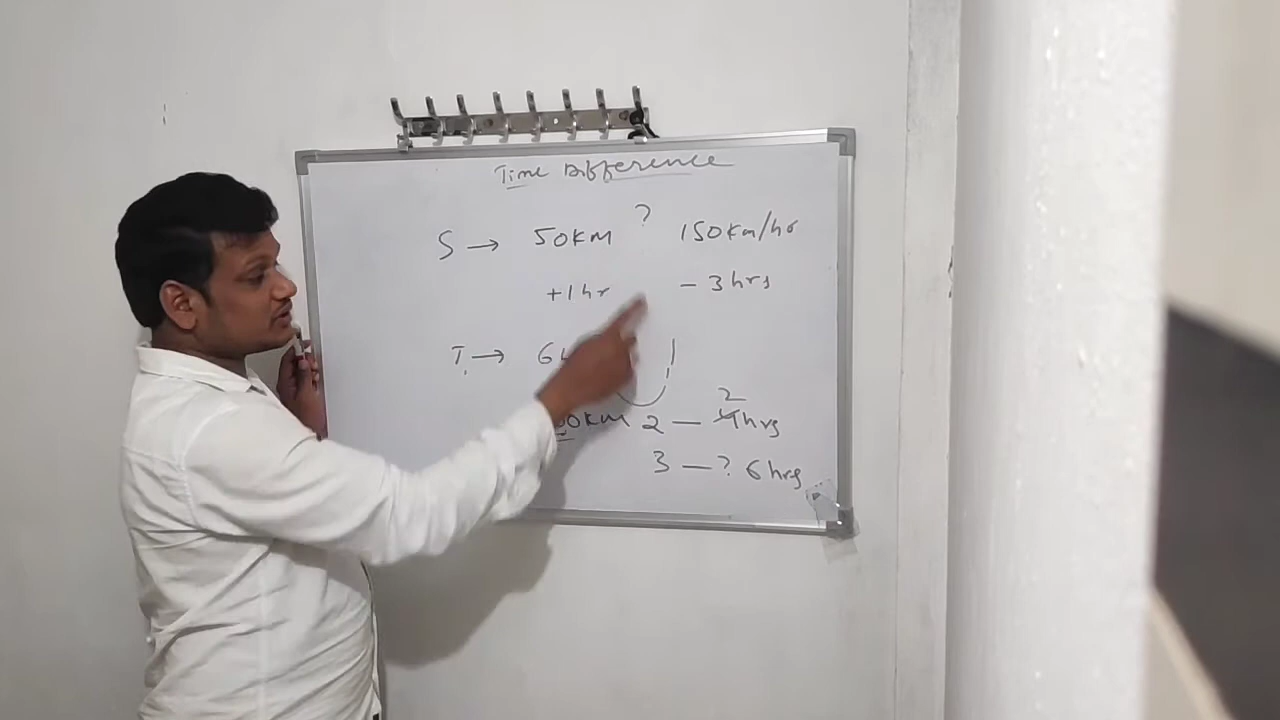 Time Difference
?
S → 50KM 150Km/hr
+1hr - 3hrs
T → 6
2
2 — 4hrs
3 — ? 6hrs